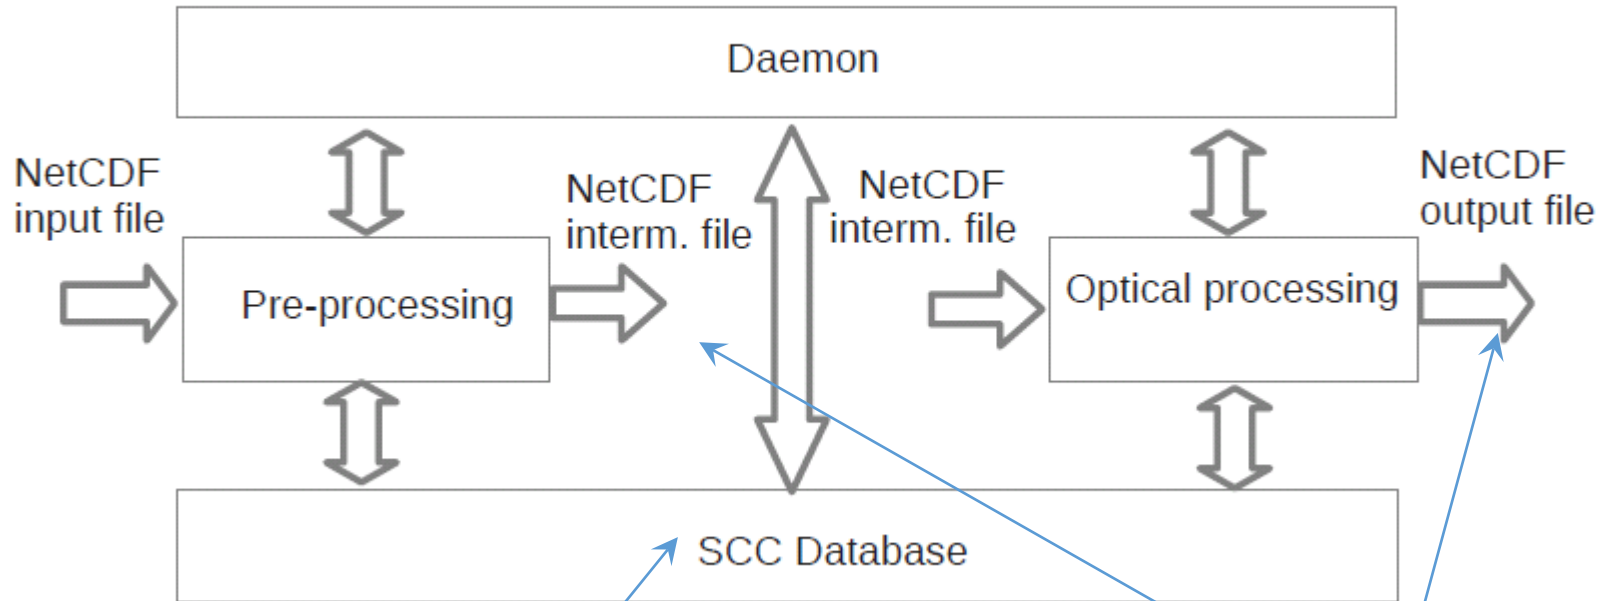 Daemon
NetCDF
input file
NetCDF
interm. file
NetCDF
interm. file
NetCDF
output file
Pre-processing
Optical processing
SCC Database